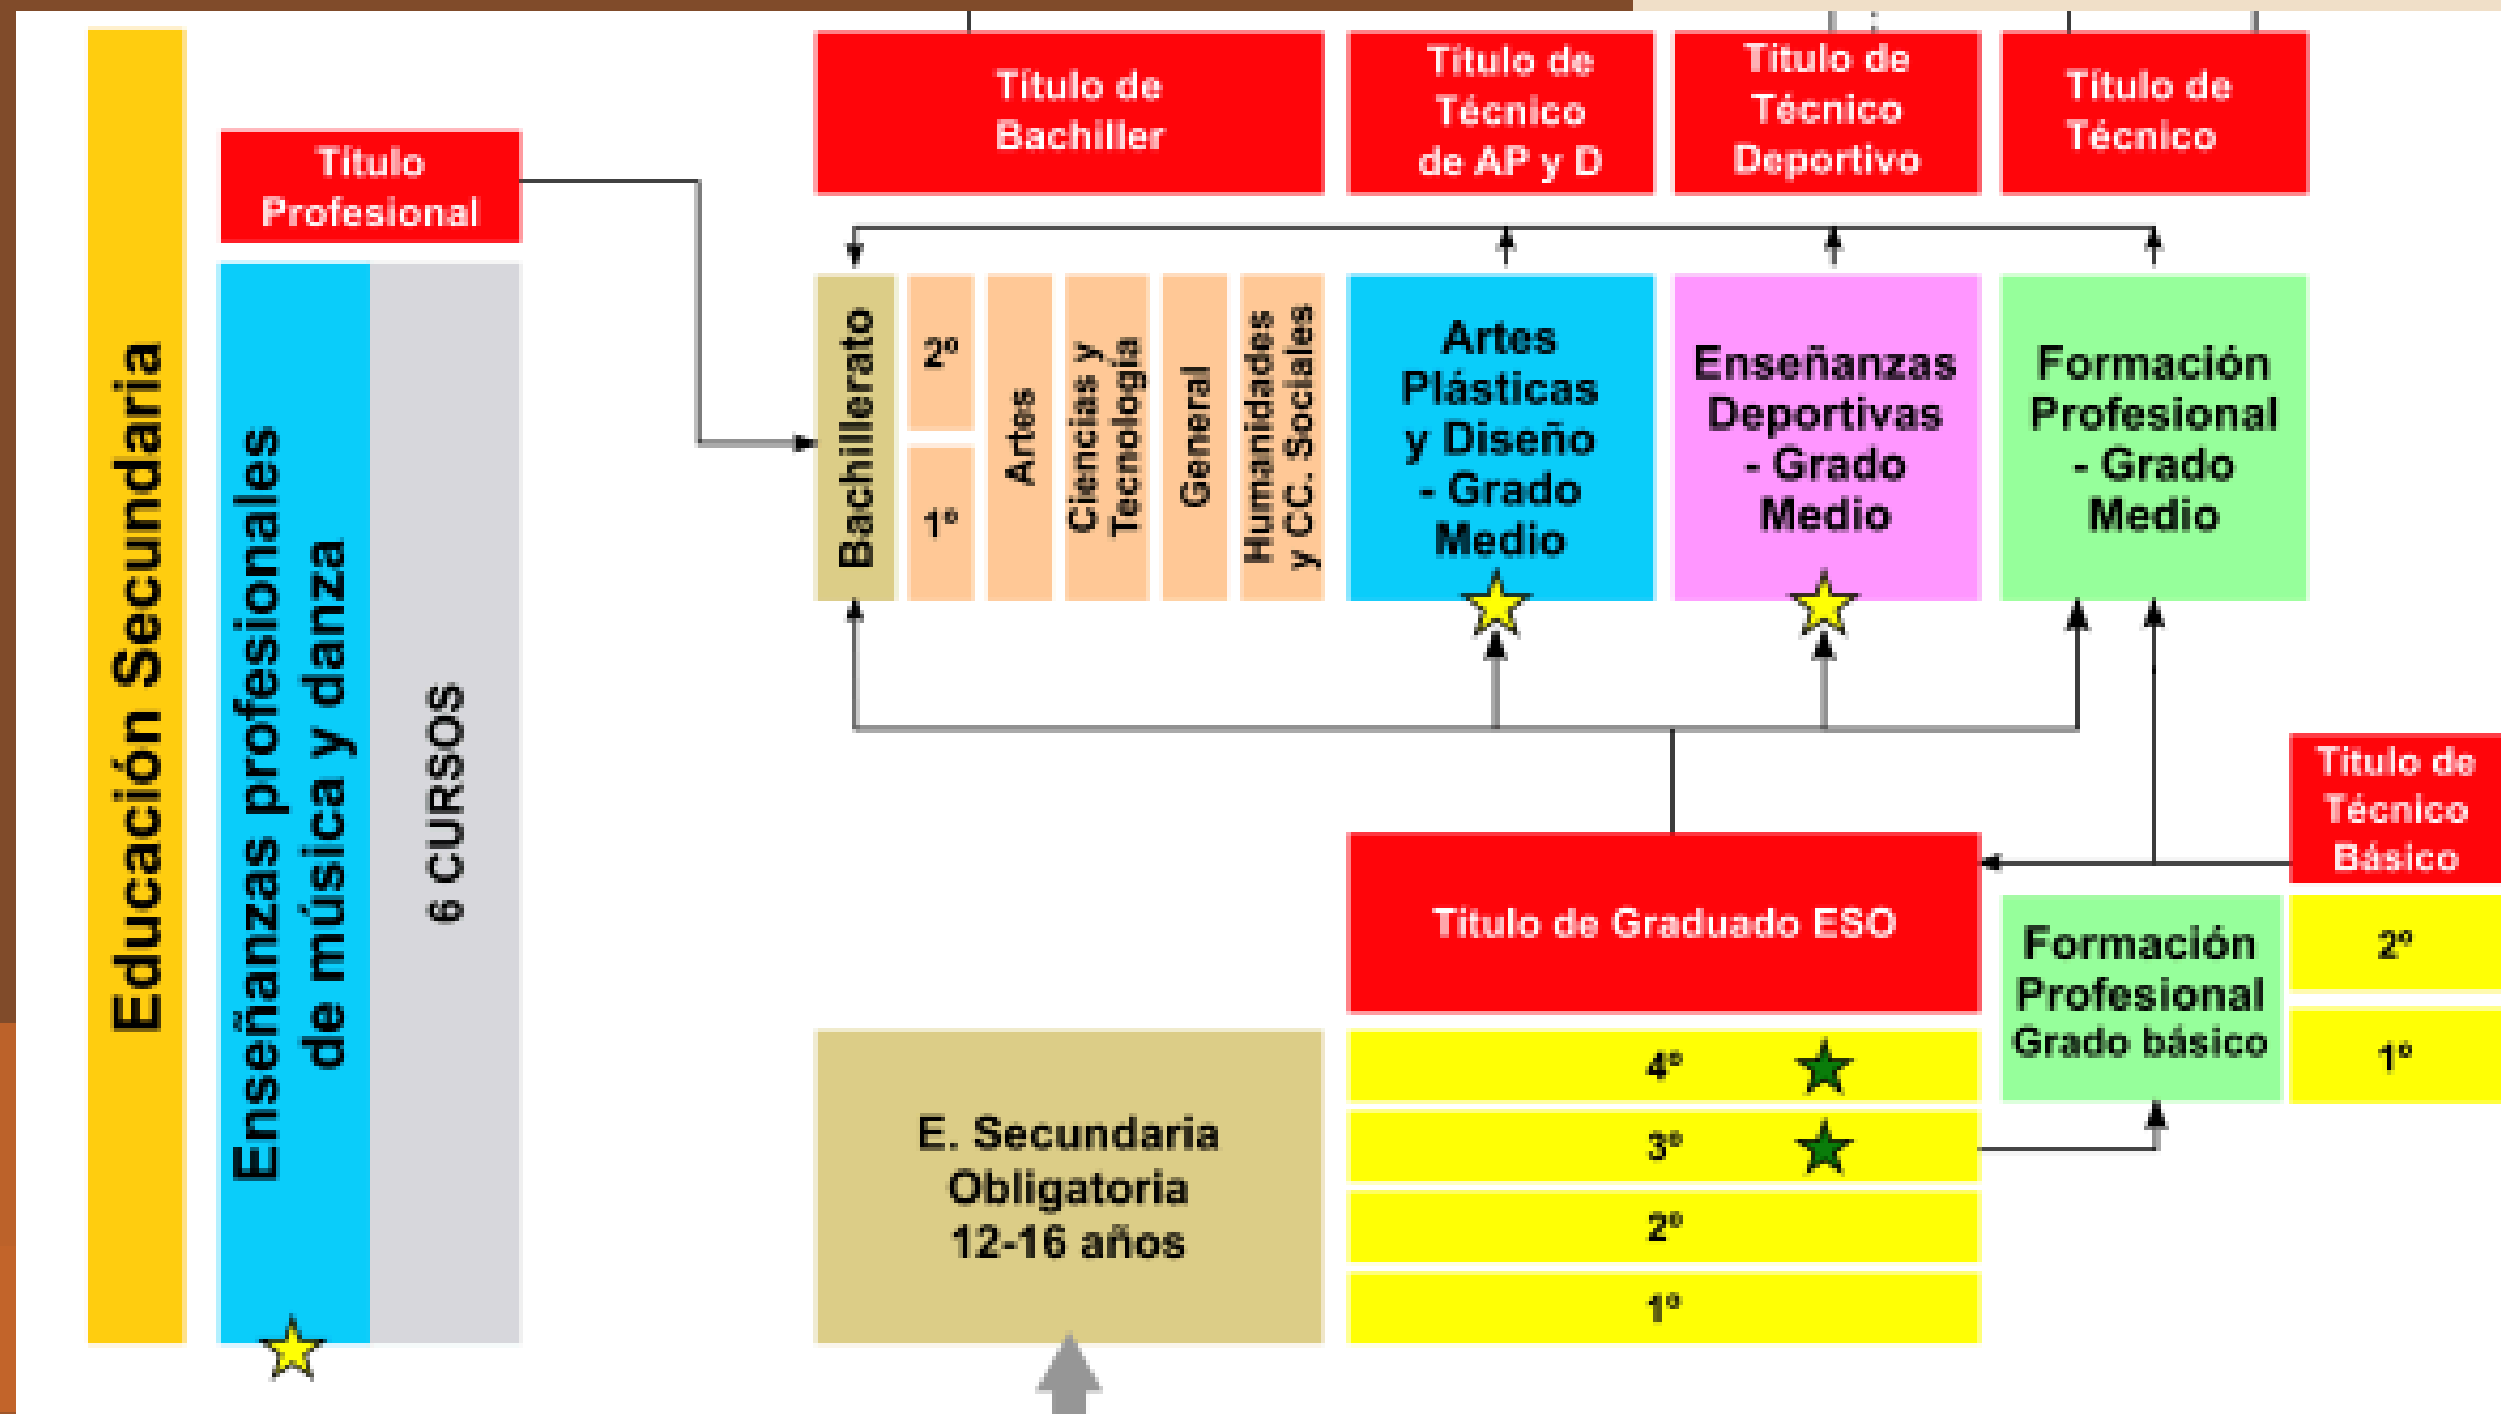 Educación Secundaria
Título
Profesional
Enseñanzas profesionales
de música y danza
6 CURSOS
Título de
Bachiller
Título de
Técnico
de AP y D
Título de
Técnico
Deportivo
Título de
Técnico
Bachillerato
2º
1º
Artes
Ciencias y
Tecnología
General
Humanidades
y CC. Sociales
Artes
Plásticas
y Diseño
- Grado
Medio
Enseñanzas
Deportivas
- Grado
Medio
Formación
Profesional
- Grado
Medio
Título de
Técnico
Básico
Título de Graduado ESO
Formación
Profesional
Grado básico
2º
1º
E. Secundaria
Obligatoria
12-16 años
4º
3º
2º
1º